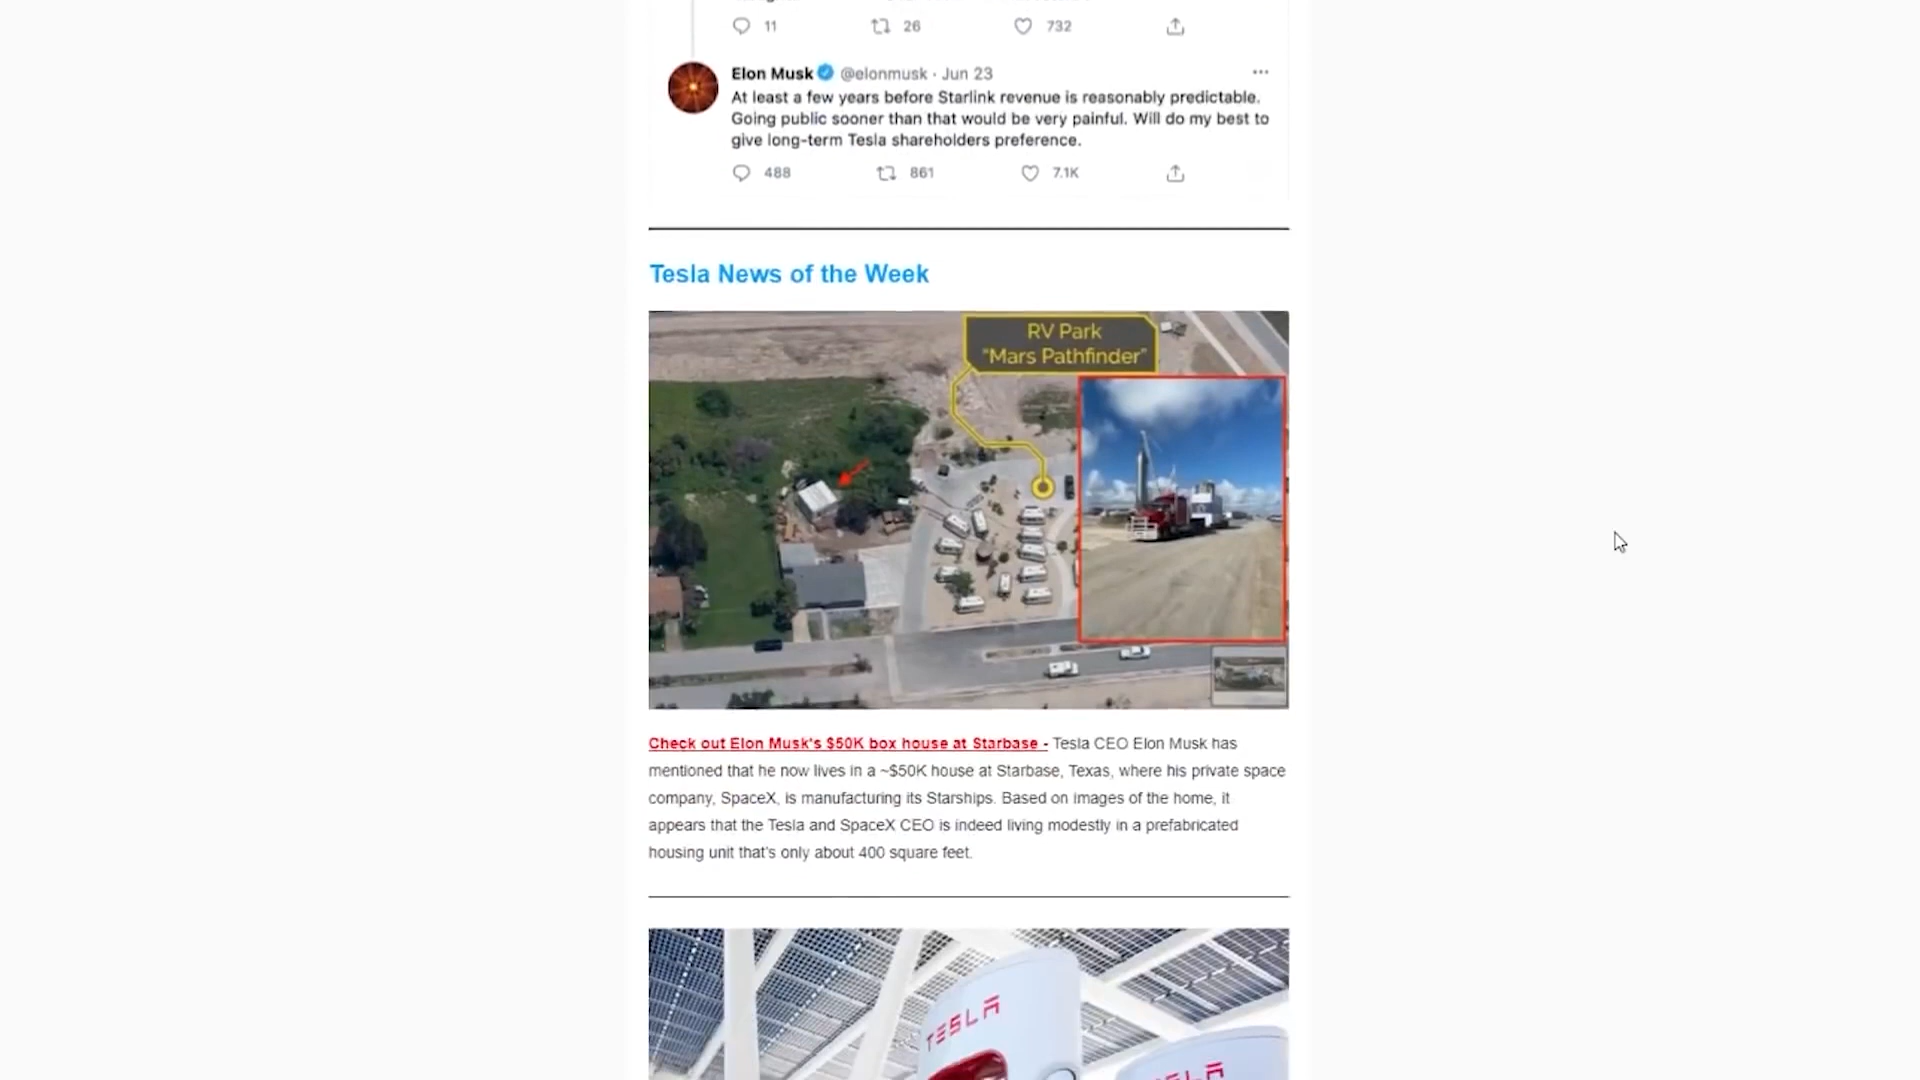 11 26 732
Elon Musk @elonmusk · Jun 23
At least a few years before Starlink revenue is reasonably predictable.
Going public sooner than that would be very painful. Will do my best to
give long-term Tesla shareholders preference.
488 861 7.1K
Tesla News of the Week
RV Park
"Mars Pathfinder"
Check out Elon Musk's $50K box house at Starbase - Tesla CEO Elon Musk has
mentioned that he now lives in a ~$50K house at Starbase, Texas, where his private space
company, SpaceX, is manufacturing its Starships. Based on images of the home, it
appears that the Tesla and SpaceX CEO is indeed living modestly in a prefabricated
housing unit that's only about 400 square feet.
TESLA